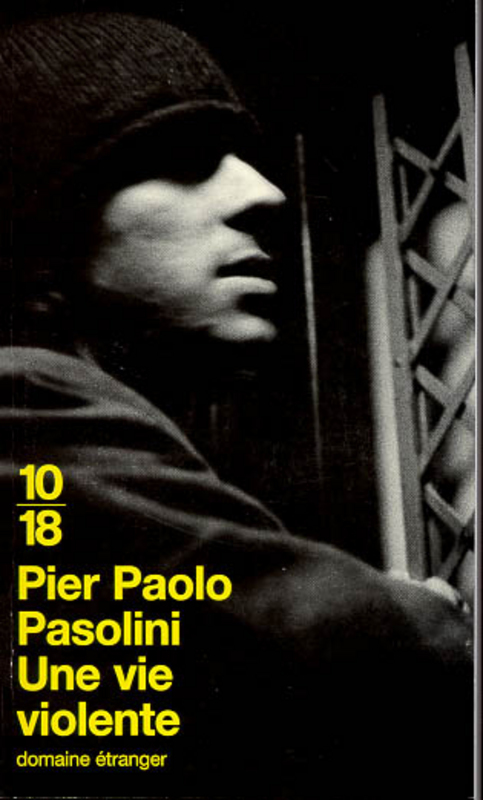 10
18
Pier Paolo
Pasolini
Une vie
violente
domaine étranger